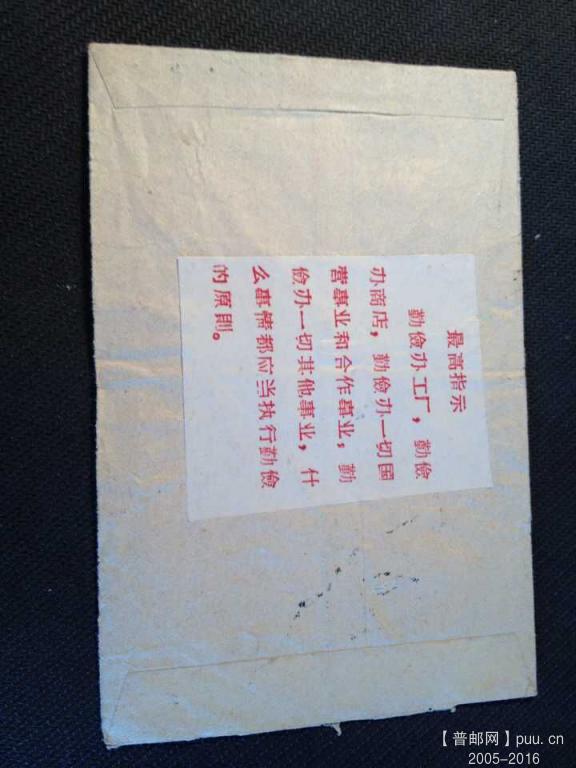 最高指示
勤俭办工厂，勤俭
办商店，勤俭办一切国
营事业和合作事业，勤
俭办一切其他事业，什
么事情都应当执行勤俭
的原则。
【普邮网】puu.cn
2005-2016